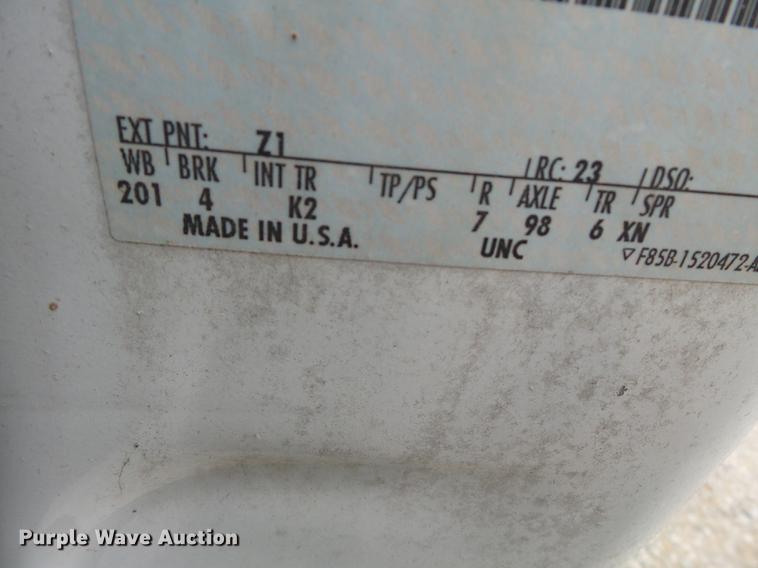 EXT PNT: Z1 RC: 23 DSO:
WB BRK INT TR TP/PS R AXLE TR SPR
201 4 K2 7 98 6 XN
MADE IN U.S.A. UNC F85B-1520472-A
Purple Wave Auction